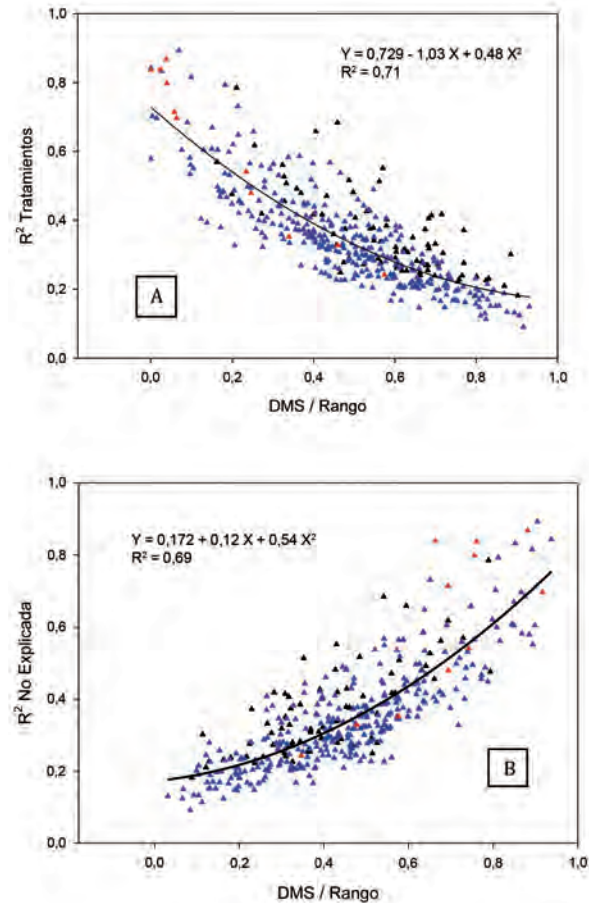 1,0
0,8
0,6
0,4
0,2
0,0
R² Tratamientos
Y = 0,729 - 1,03 X + 0,48 X²
R² = 0,71
A
0,0 0,2 0,4 0,6 0,8 1,0
DMS / Rango
1,0
0,8
0,6
0,4
0,2
0,0
R² No Explicada
Y = 0,172 + 0,12 X + 0,54 X²
R² = 0,69
B
0,0 0,2 0,4 0,6 0,8 1,0
DMS / Rango